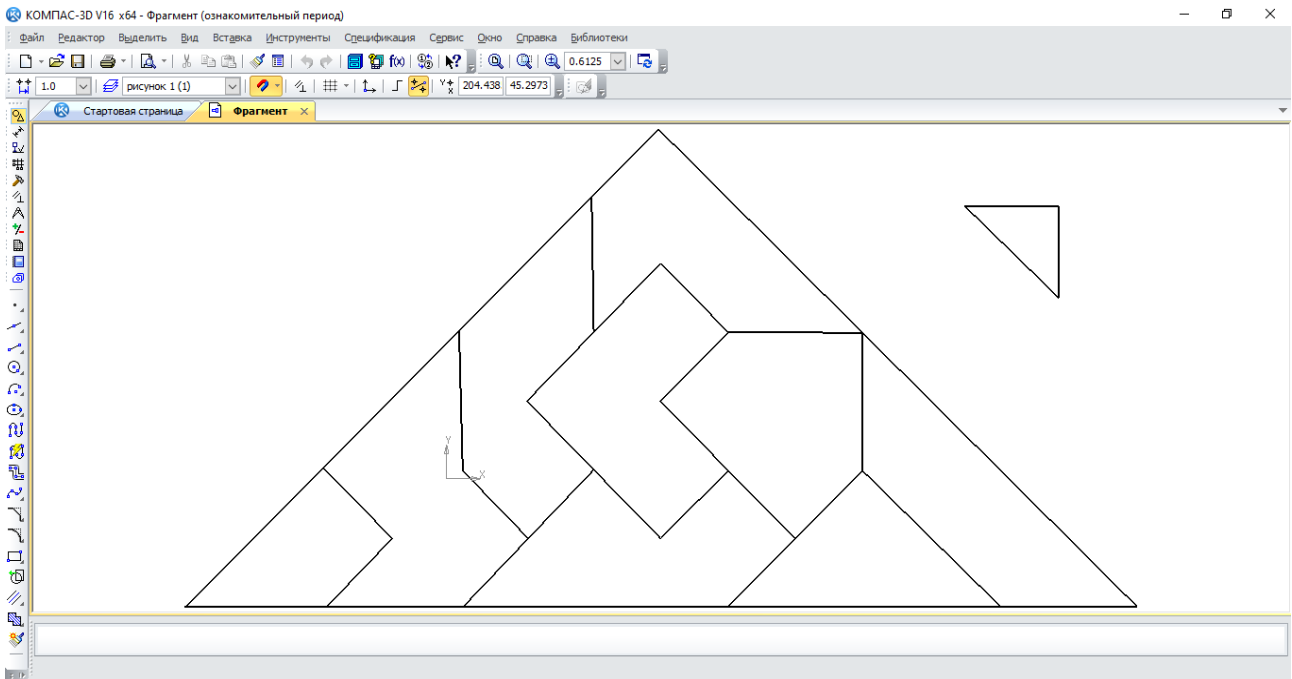 КОМПАС-3D V16 x64 - Фрагмент (ознакомительный период)
Файл Редактор Выделить Вид Вставка Инструменты Спецификация Сервис Окно Справка Библиотеки
f(x) 0.6125
1.0 рисунок 1 (1) Y X 204.438 45.2973
Стартовая страница Фрагмент
Y
X